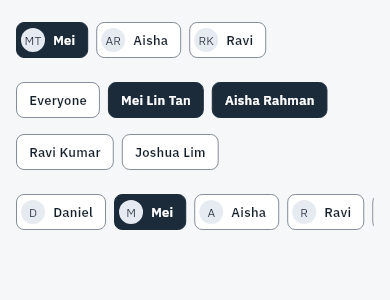 MT Mei AR Aisha RK Ravi
Everyone Mei Lin Tan Aisha Rahman
Ravi Kumar Joshua Lim
D Daniel M Mei A Aisha R Ravi